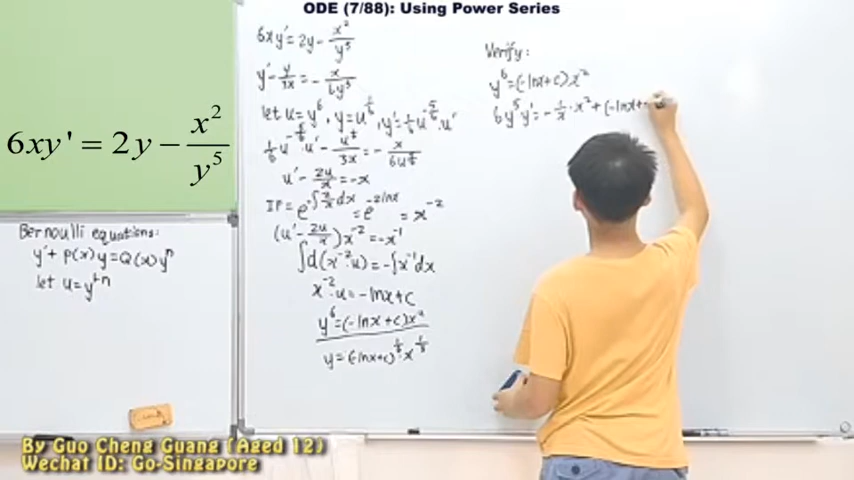 ODE (7/88): Using Power Series
6xy' = 2y - x²/y⁵
Bernoulli equations:
y' + P(x)y = Q(x)yⁿ
let u = y¹⁻ⁿ
6xy' = 2y - x²/y⁵
y' - y/3x = - x/6y⁵
let u = y⁶, y = u^(1/6), y' = 1/6 u^(-5/6) · u'
1/6 u^(-5/6) · u' - u^(1/6)/3x = - x/6u^(5/6)
u' - 2u/x = -x
IF = e^(-∫2/x dx) = e^(-2lnx) = x⁻²
(u' - 2u/x)x⁻² = -x⁻¹
∫d(x⁻²·u) = -∫x⁻¹dx
x⁻²·u = -lnx + c
y⁶ = (-lnx + c)x²
y = (-lnx+c)^(1/6) · x^(1/3)
Verify:
y⁶ = (-lnx + c)x²
6y⁵y' = - 1/x · x² + (-lnx +
By Guo Cheng Guang (Aged 12)
Wechat ID: Go-Singapore